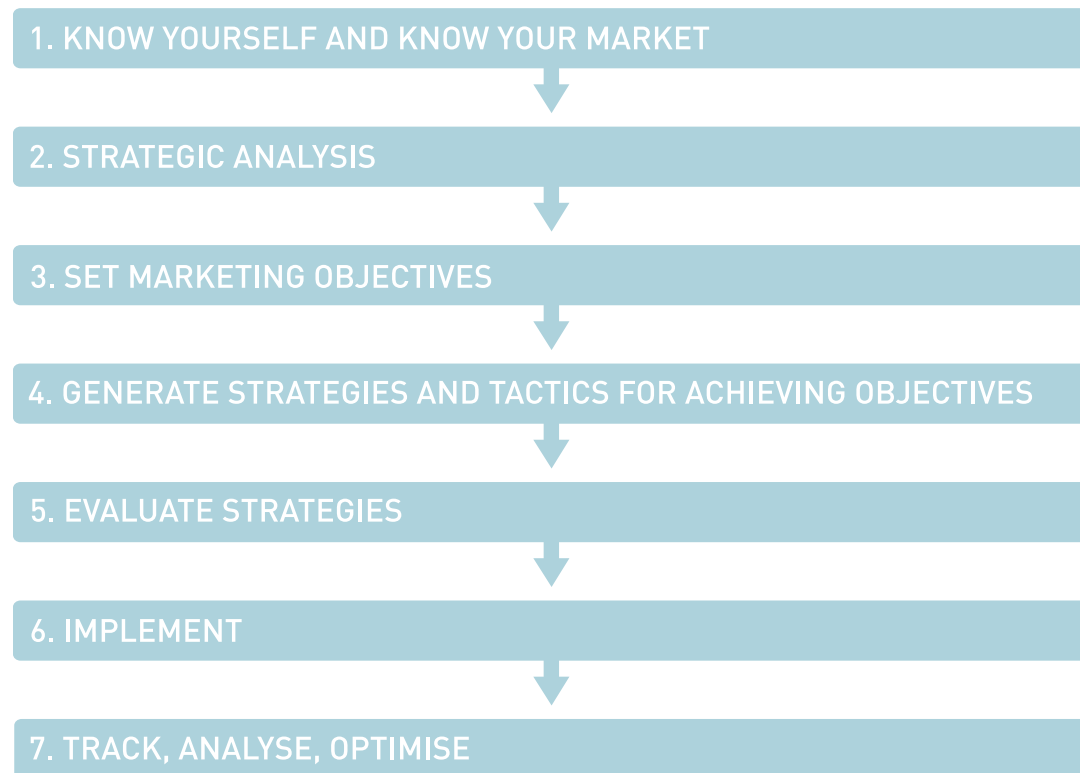 1. KNOW YOURSELF AND KNOW YOUR MARKET
2. STRATEGIC ANALYSIS
3. SET MARKETING OBJECTIVES
4. GENERATE STRATEGIES AND TACTICS FOR ACHIEVING OBJECTIVES
5. EVALUATE STRATEGIES
6. IMPLEMENT
7. TRACK, ANALYSE, OPTIMISE